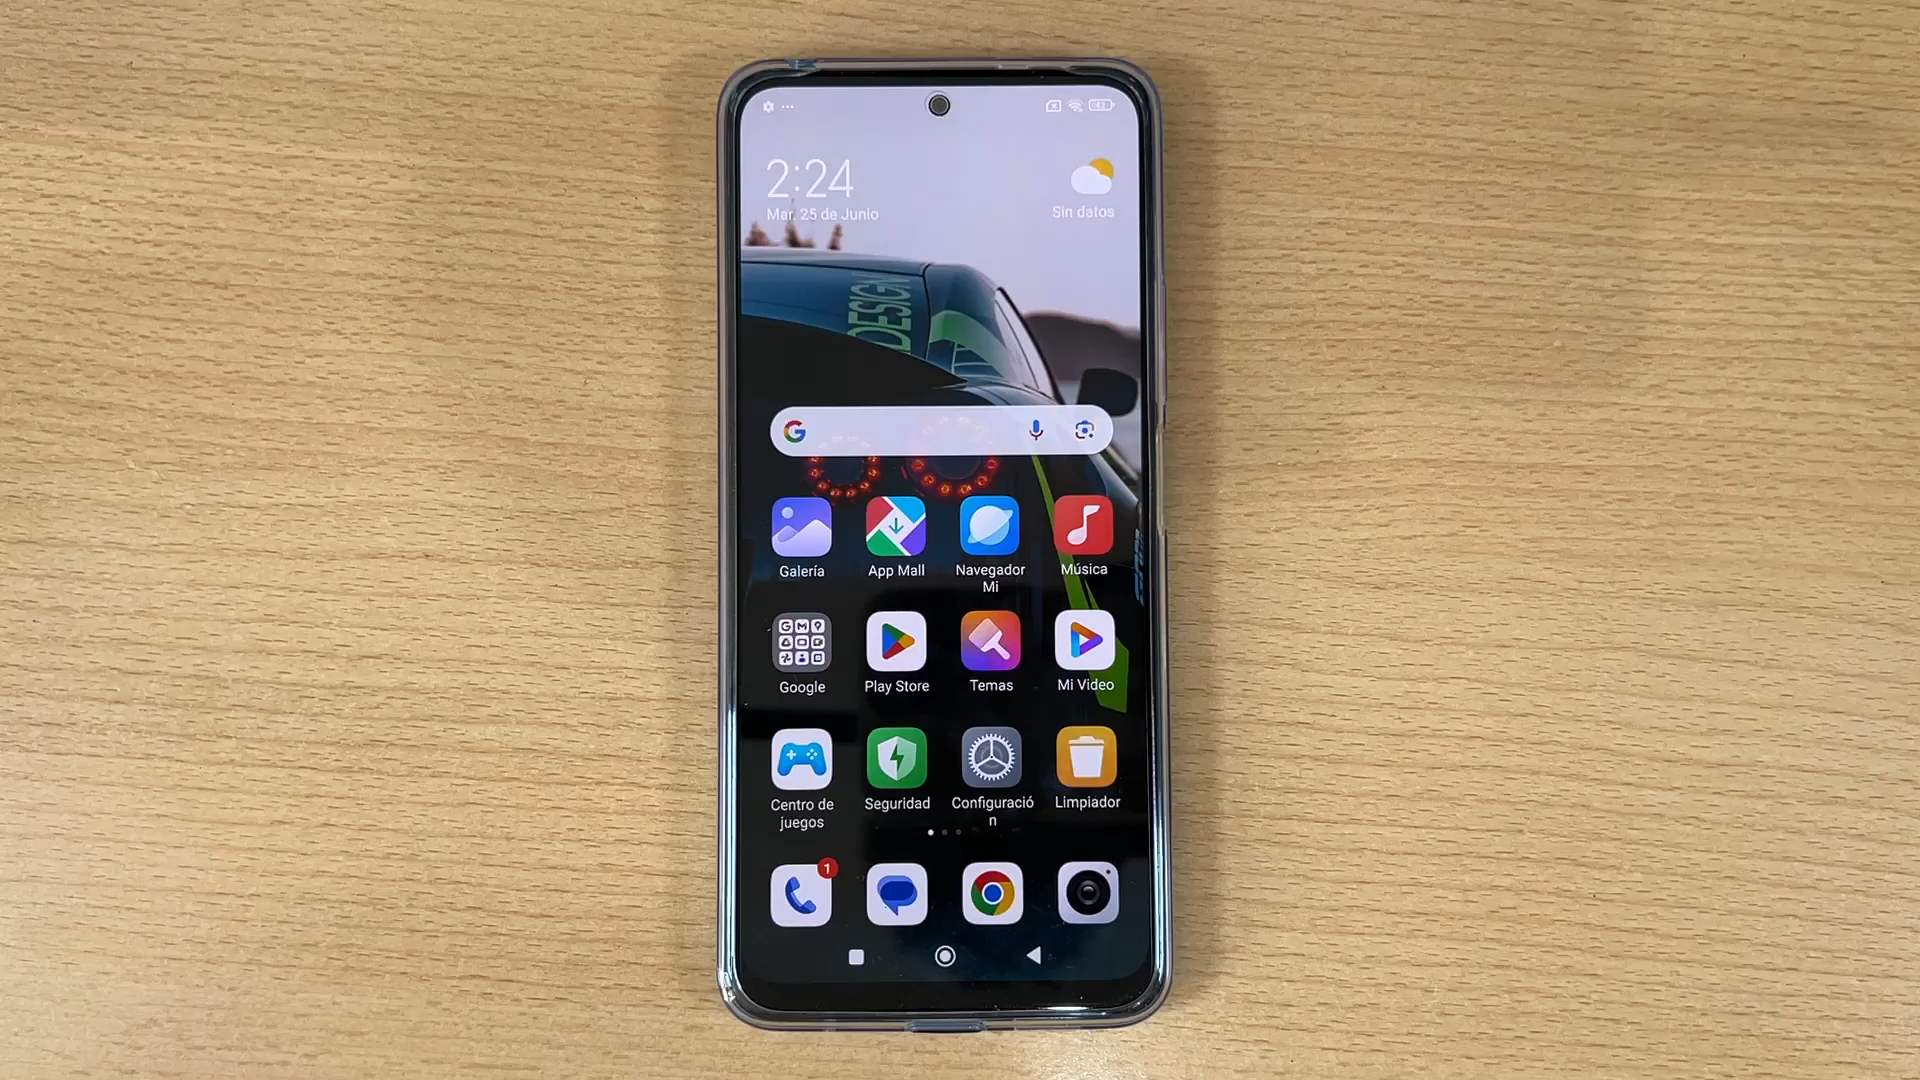 2:24
Mar. 25 de Junio
Sin datos
DESIGN
Galería
App Mall
Navegador
Mi
Música
Google
Play Store
Temas
Mi Video
Centro de
juegos
Seguridad
Configuració
n
Limpiador
1